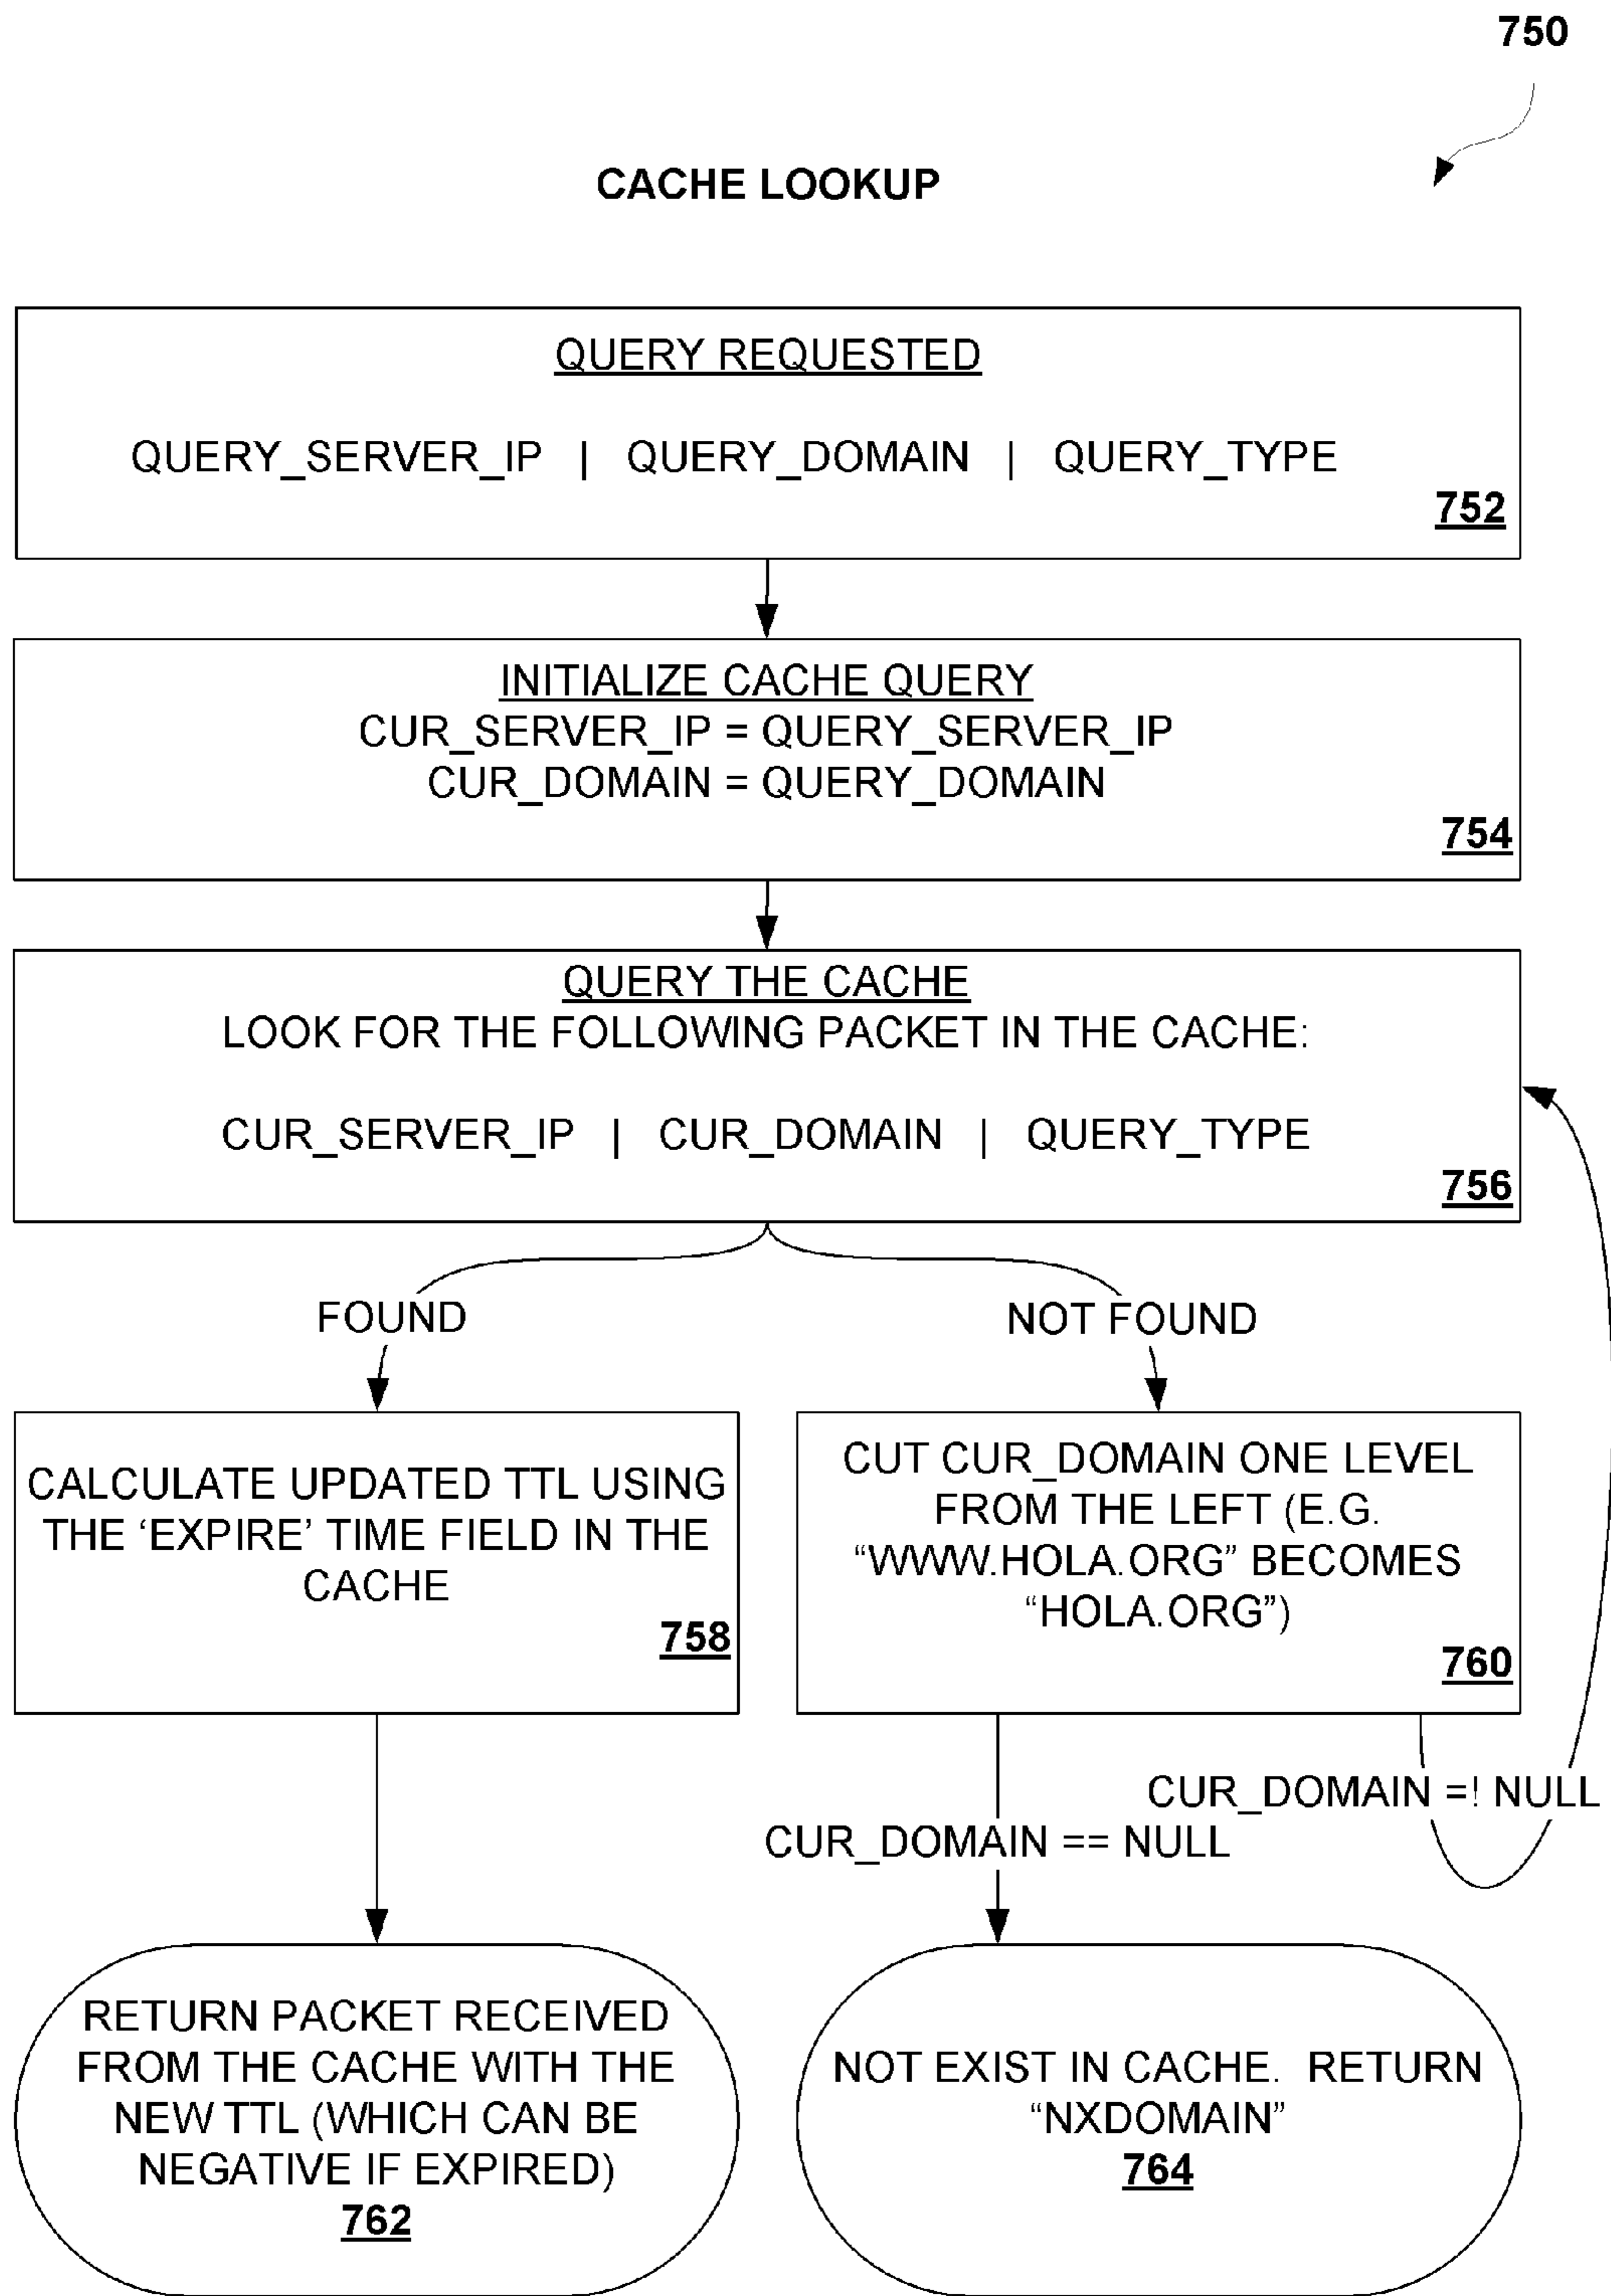 750
CACHE LOOKUP
QUERY REQUESTED
QUERY_SERVER_IP | QUERY_DOMAIN | QUERY_TYPE
752
INITIALIZE CACHE QUERY
CUR_SERVER_IP = QUERY_SERVER_IP
CUR_DOMAIN = QUERY_DOMAIN
754
QUERY THE CACHE
LOOK FOR THE FOLLOWING PACKET IN THE CACHE:
CUR_SERVER_IP | CUR_DOMAIN | QUERY_TYPE
756
FOUND
NOT FOUND
CALCULATE UPDATED TTL USING
THE ‘EXPIRE’ TIME FIELD IN THE
CACHE
758
CUT CUR_DOMAIN ONE LEVEL
FROM THE LEFT (E.G.
“WWW.HOLA.ORG” BECOMES
“HOLA.ORG”)
760
CUR_DOMAIN =! NULL
CUR_DOMAIN == NULL
RETURN PACKET RECEIVED
FROM THE CACHE WITH THE
NEW TTL (WHICH CAN BE
NEGATIVE IF EXPIRED)
762
NOT EXIST IN CACHE. RETURN
“NXDOMAIN”
764